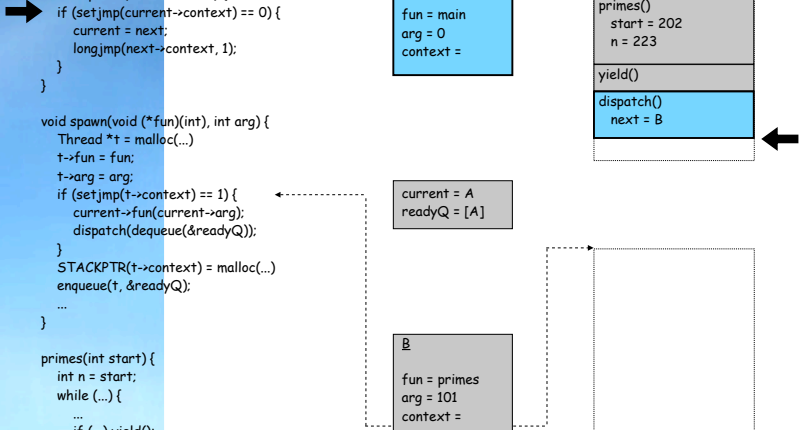 if (setjmp(current->context) == 0) {
current = next;
longjmp(next->context, 1);
}
}
void spawn(void (*fun)(int), int arg) {
Thread *t = malloc(...)
t->fun = fun;
t->arg = arg;
if (setjmp(t->context) == 1) {
current->fun(current->arg);
dispatch(dequeue(&readyQ));
}
STACKPTR(t->context) = malloc(...)
enqueue(t, &readyQ);
...
}
primes(int start) {
int n = start;
while (...) {
...
if (...) yield();
fun = main
arg = 0
context =
current = A
readyQ = [A]
B
fun = primes
arg = 101
context =
primes()
start = 202
n = 223
yield()
dispatch()
next = B